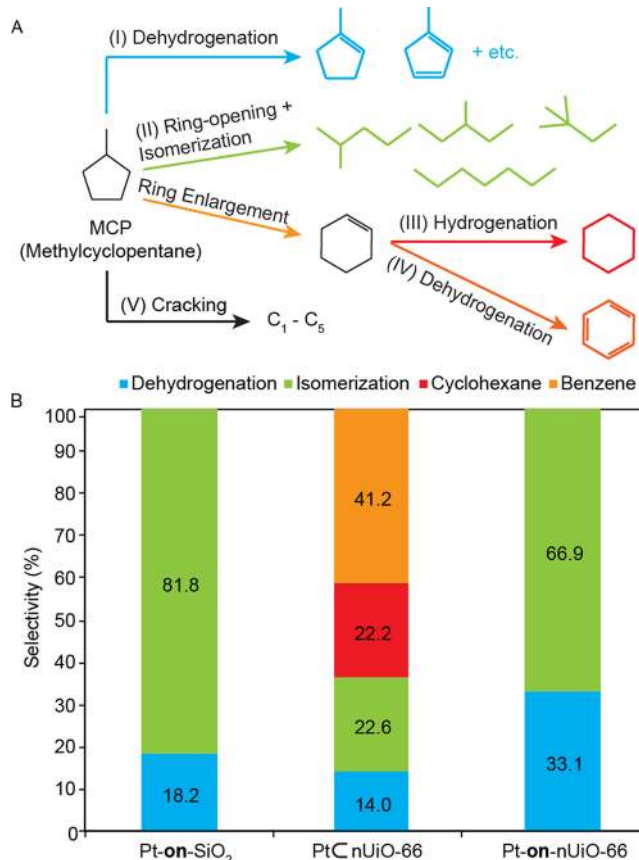 A
(I) Dehydrogenation
+ etc.
(II) Ring-opening +
Isomerization
Ring Enlargement
MCP
(Methylcyclopentane)
(III) Hydrogenation
(IV) Dehydrogenation
(V) Cracking
C₁ - C₅
Dehydrogenation Isomerization Cyclohexane Benzene
B
Selectivity (%)
100
90
80
70
60
50
40
30
20
10
0
81.8
18.2
41.2
22.2
22.6
14.0
66.9
33.1
Pt-on-SiO₂ Pt⊂nUiO-66 Pt-on-nUiO-66